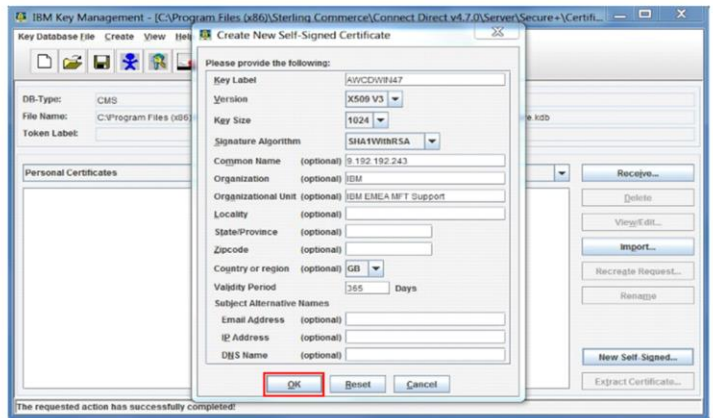 IBM Key Management - [C:\Program Files (x86)\Sterling Commerce\Connect Direct v4.7.0\Server\Secure+\Certifi...
Key Database File Create View Help
Create New Self-Signed Certificate
Please provide the following:
Key Label AWCDWIN47
Version X509 V3
Key Size 1024
Signature Algorithm SHA1WithRSA
Common Name (optional) 9.192.192.243
Organization (optional) IBM
Organizational Unit (optional) IBM EMEA MFT Support
Locality (optional)
State/Province (optional)
Zipcode (optional)
Country or region (optional) GB
Validity Period 365 Days
Subject Alternative Names
Email Address (optional)
IP Address (optional)
DNS Name (optional)
OK Reset Cancel
DB-Type: CMS
File Name: C:\Program Files (x86) e.kdb
Token Label:
Personal Certificates
Receive...
Delete
View/Edit...
Import...
Recreate Request...
Rename
New Self-Signed...
Extract Certificate...
The requested action has successfully completed!